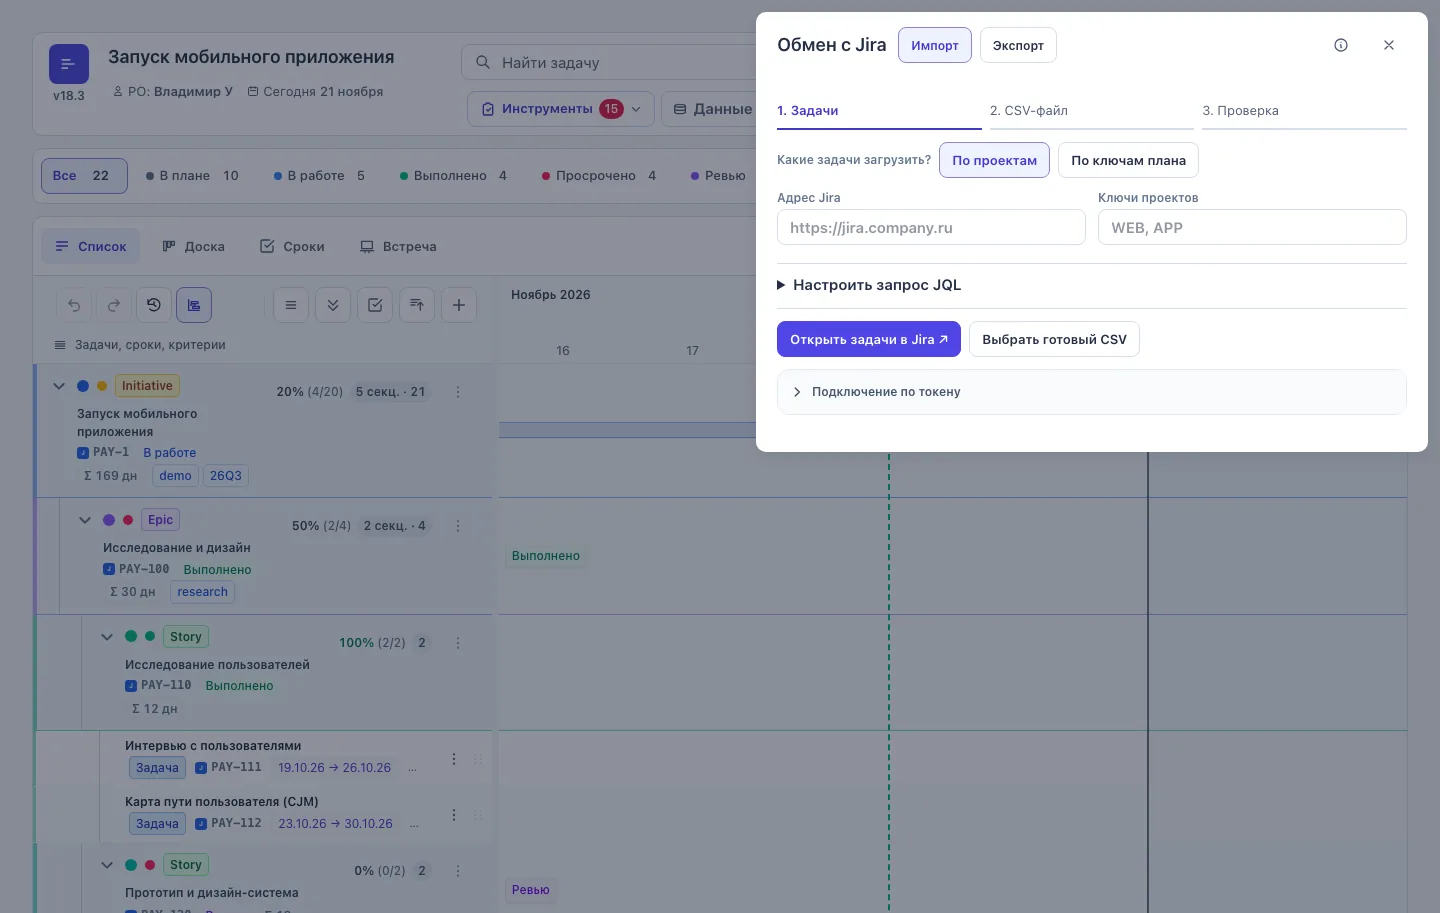 Запуск мобильного приложения
v18.3
PO: Владимир У
Сегодня 21 ноября
Найти задачу
Инструменты 15
Данные
Все 22
В плане 10
В работе 5
Выполнено 4
Просрочено 4
Ревью
Список
Доска
Сроки
Встреча
Ноябрь 2026
Задачи, сроки, критерии
16
17
Initiative
20% (4/20)
5 секц. · 21
Запуск мобильного
приложения
PAY-1 В работе
Σ 169 дн demo 26Q3
Epic
50% (2/4)
2 секц. · 4
Исследование и дизайн
PAY-100 Выполнено
Σ 30 дн research
Выполнено
Story
100% (2/2) 2
Исследование пользователей
PAY-110 Выполнено
Σ 12 дн
Интервью с пользователями
Задача PAY-111 19.10.26 → 26.10.26 ...
Карта пути пользователя (CJM)
Задача PAY-112 23.10.26 → 30.10.26 ...
Story
0% (0/2) 2
Прототип и дизайн-система
Ревью
Обмен с Jira
Импорт
Экспорт
1. Задачи
2. CSV-файл
3. Проверка
Какие задачи загрузить?
По проектам
По ключам плана
Адрес Jira
Ключи проектов
https://jira.company.ru
WEB, APP
Настроить запрос JQL
Открыть задачи в Jira ↗
Выбрать готовый CSV
Подключение по токену